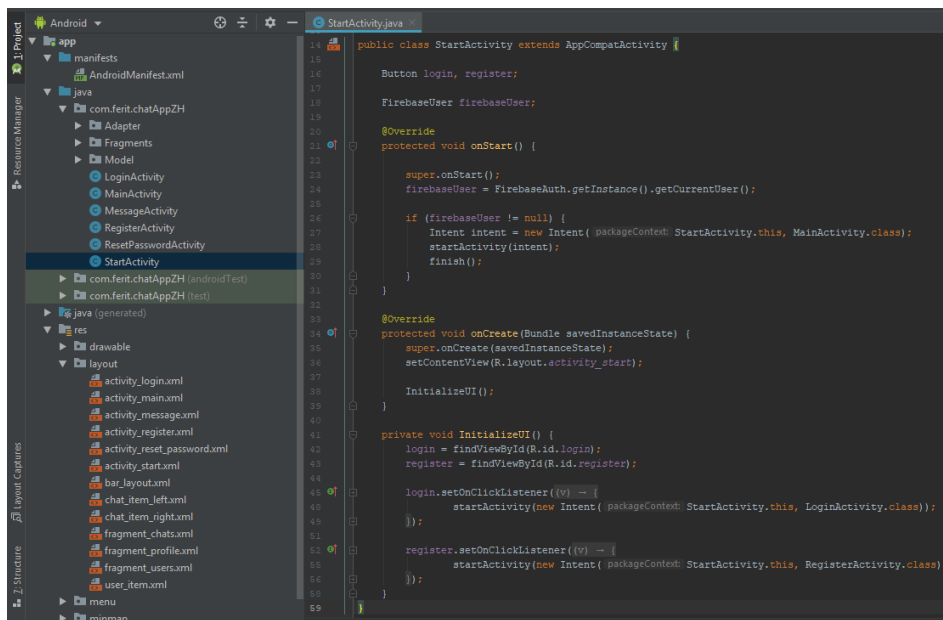 Android
StartActivity.java
1: Project
Resource Manager
Layout Captures
7: Structure
app
manifests
AndroidManifest.xml
java
com.ferit.chatAppZH
Adapter
Fragments
Model
LoginActivity
MainActivity
MessageActivity
RegisterActivity
ResetPasswordActivity
StartActivity
com.ferit.chatAppZH (androidTest)
com.ferit.chatAppZH (test)
java (generated)
res
drawable
layout
activity_login.xml
activity_main.xml
activity_message.xml
activity_register.xml
activity_reset_password.xml
activity_start.xml
bar_layout.xml
chat_item_left.xml
chat_item_right.xml
fragment_chats.xml
fragment_profile.xml
fragment_users.xml
user_item.xml
menu
14 public class StartActivity extends AppCompatActivity {
15
16 Button login, register;
17
18 FirebaseUser firebaseUser;
19
20 @Override
21 protected void onStart() {
22
23 super.onStart();
24 firebaseUser = FirebaseAuth.getInstance().getCurrentUser();
25
26 if (firebaseUser != null) {
27 Intent intent = new Intent( packageContext: StartActivity.this, MainActivity.class);
28 startActivity(intent);
29 finish();
30 }
31 }
32
33 @Override
34 protected void onCreate(Bundle savedInstanceState) {
35 super.onCreate(savedInstanceState);
36 setContentView(R.layout.activity_start);
37
38 InitializeUI();
39 }
40
41 private void InitializeUI() {
42 login = findViewById(R.id.login);
43 register = findViewById(R.id.register);
44
45 login.setOnClickListener((v) → {
48 startActivity(new Intent( packageContext: StartActivity.this, LoginActivity.class));
49 });
51
52 register.setOnClickListener((v) → {
55 startActivity(new Intent( packageContext: StartActivity.this, RegisterActivity.class)
56 });
58 }
59 }